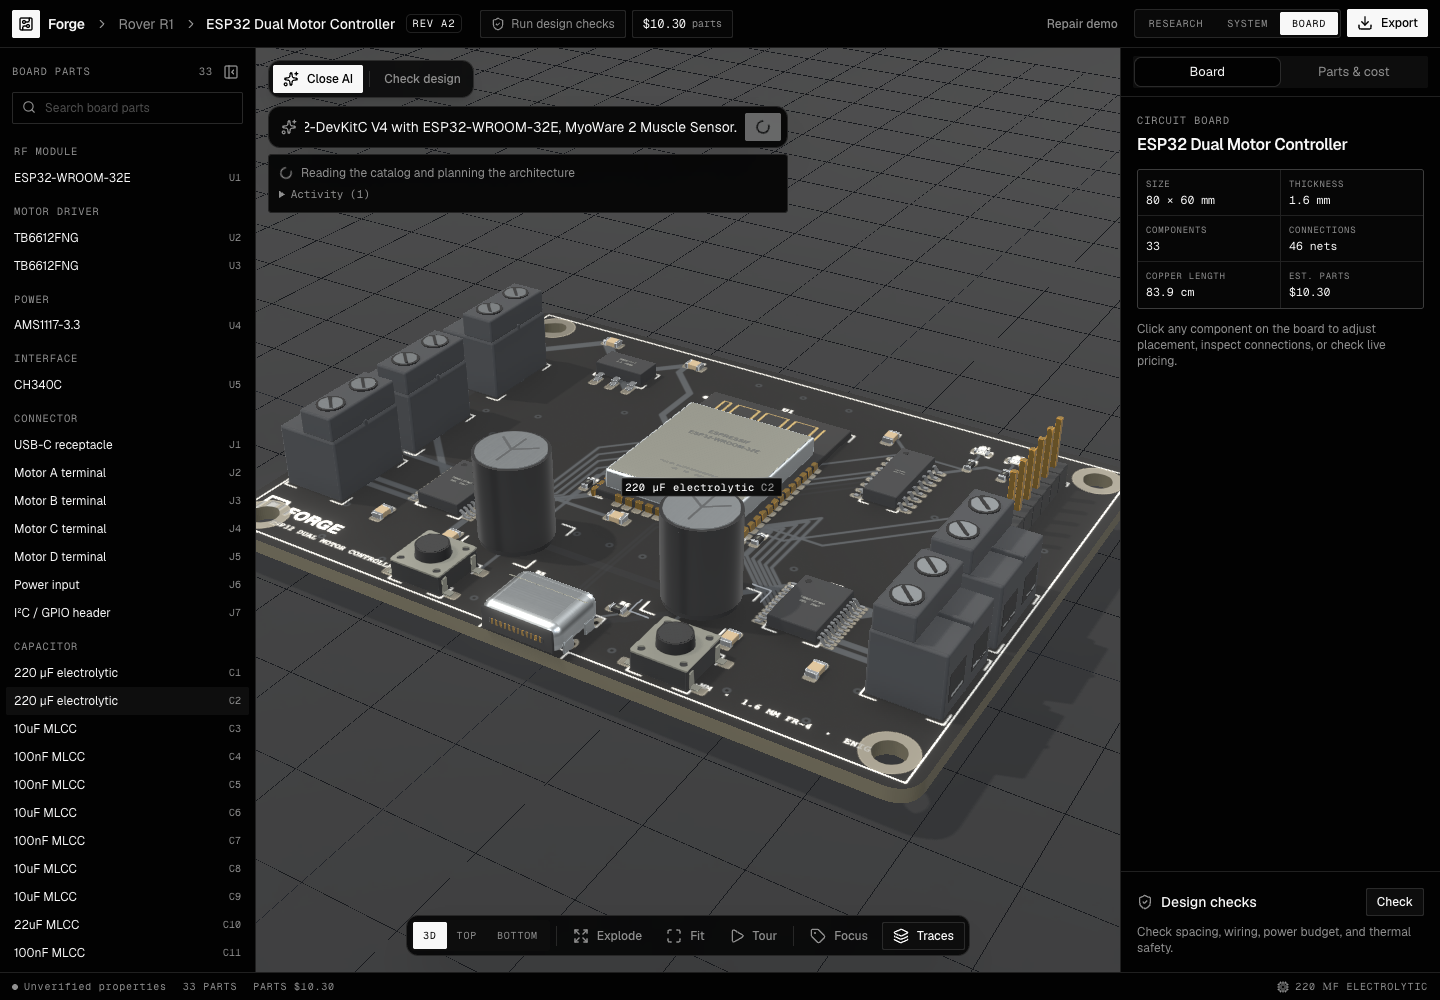 Forge
Rover R1
ESP32 Dual Motor Controller
REV A2
Run design checks
$10.30 parts
Repair demo
RESEARCH
SYSTEM
BOARD
Export
BOARD PARTS
33
Search board parts
RF MODULE
ESP32-WROOM-32E U1
MOTOR DRIVER
TB6612FNG U2
TB6612FNG U3
POWER
AMS1117-3.3 U4
INTERFACE
CH340C U5
CONNECTOR
USB-C receptacle J1
Motor A terminal J2
Motor B terminal J3
Motor C terminal J4
Motor D terminal J5
Power input J6
I²C / GPIO header J7
CAPACITOR
220 µF electrolytic C1
220 µF electrolytic C2
10uF MLCC C3
100nF MLCC C4
100nF MLCC C5
10uF MLCC C6
100nF MLCC C7
10uF MLCC C8
10uF MLCC C9
22uF MLCC C10
100nF MLCC C11
Close AI
Check design
2-DevKitC V4 with ESP32-WROOM-32E, MyoWare 2 Muscle Sensor.
Reading the catalog and planning the architecture
Activity (1)
U1
220 µF electrolytic C2
FORGE
1.6 MM FR-4
3D
TOP
BOTTOM
Explode
Fit
Tour
Focus
Traces
Board
Parts & cost
CIRCUIT BOARD
ESP32 Dual Motor Controller
SIZE
80 × 60 mm
THICKNESS
1.6 mm
COMPONENTS
33
CONNECTIONS
46 nets
COPPER LENGTH
83.9 cm
EST. PARTS
$10.30
Click any component on the board to adjust
placement, inspect connections, or check live
pricing.
Design checks
Check
Check spacing, wiring, power budget, and thermal
safety.
Unverified properties
33 PARTS
PARTS $10.30
220 ΜF ELECTROLYTIC